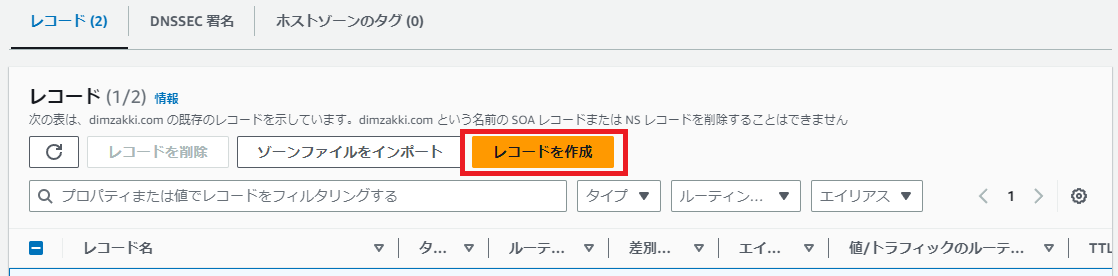 レコード (2) DNSSEC 署名 ホストゾーンのタグ (0)
レコード (1/2) 情報
次の表は、dimzakki.com の既存のレコードを示しています。dimzakki.com という名前の SOA レコードまたは NS レコードを削除することはできません
レコードを削除 ゾーンファイルをインポート レコードを作成
プロパティまたは値でレコードをフィルタリングする タイプ ルーティン... エイリアス 1
レコード名 タ... ルーテ... 差別... エイ... 値/トラフィックのルーテ... TTL